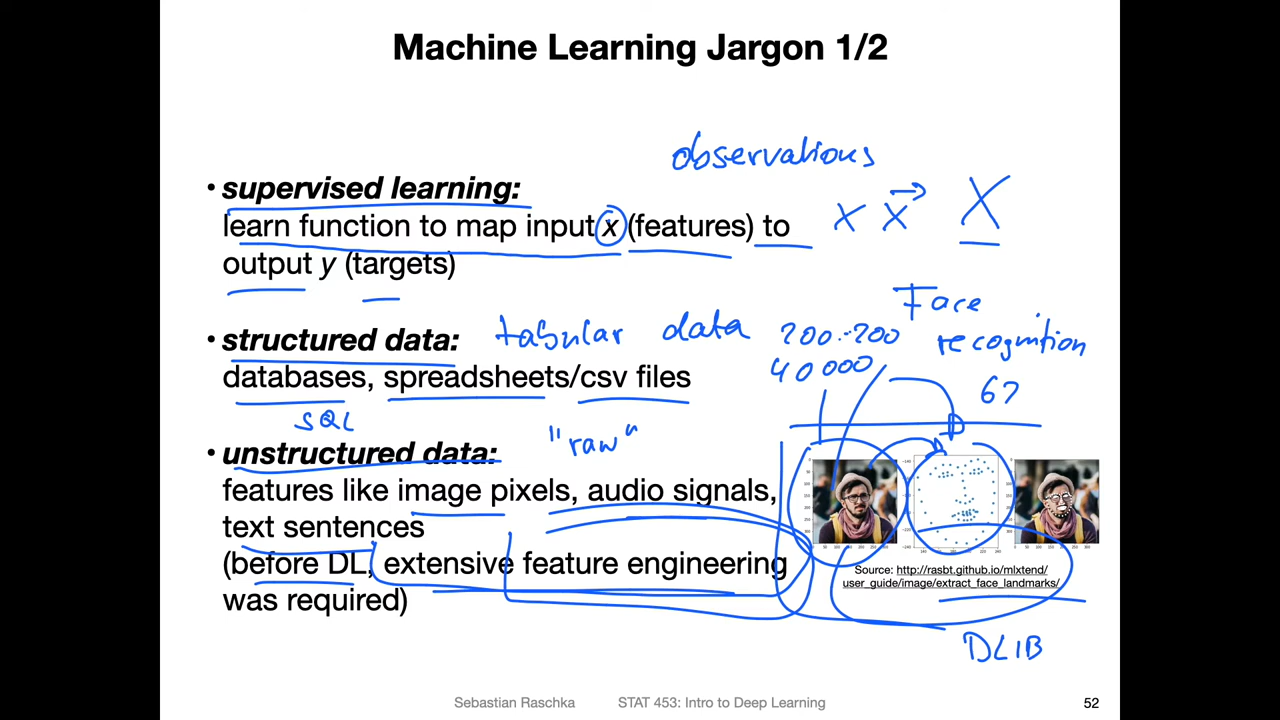 Machine Learning Jargon 1/2
observations
• supervised learning:
learn function to map input x (features) to
output y (targets)
x x X
Face
recognition
• structured data:
tabular data
200··200
40000
67
databases, spreadsheets/csv files
SQL
• unstructured data:
"raw"
features like image pixels, audio signals,
text sentences
(before DL, extensive feature engineering
was required)
Source: http://rasbt.github.io/mlxtend/
user_guide/image/extract_face_landmarks/
DLIB
Sebastian Raschka STAT 453: Intro to Deep Learning 52